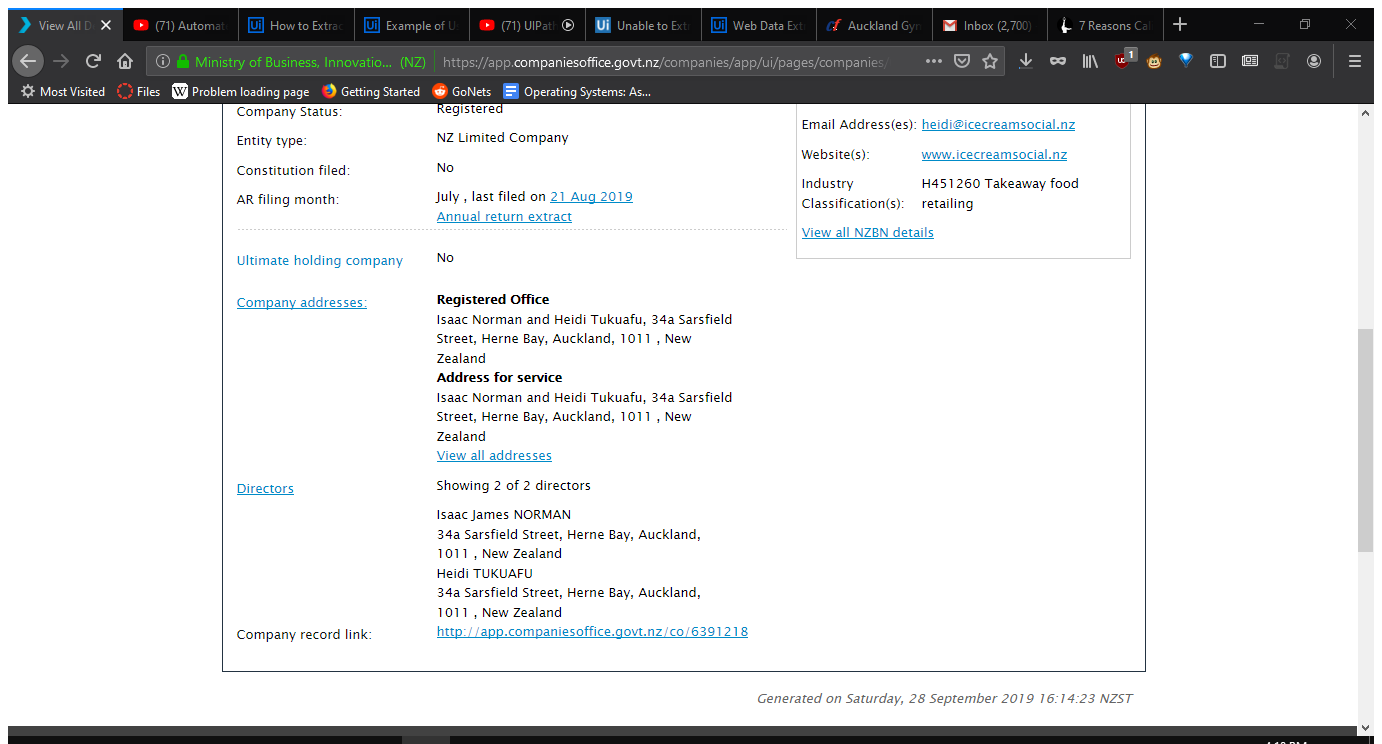 View All D
(71) Automat
How to Extrac
Example of U
(71) UIPath
Unable to Extr
Web Data Ext
Auckland Gym
Inbox (2,700)
7 Reasons Cal
Ministry of Business, Innovatio... (NZ)
https://app.companiesoffice.govt.nz/companies/app/ui/pages/companies/
1
Most Visited
Files
Problem loading page
Getting Started
GoNets
Operating Systems: As...
Company Status: Registered
Entity type: NZ Limited Company
Constitution filed: No
AR filing month: July , last filed on 21 Aug 2019
Annual return extract
Ultimate holding company No
Company addresses: Registered Office
Isaac Norman and Heidi Tukuafu, 34a Sarsfield
Street, Herne Bay, Auckland, 1011 , New
Zealand
Address for service
Isaac Norman and Heidi Tukuafu, 34a Sarsfield
Street, Herne Bay, Auckland, 1011 , New
Zealand
View all addresses
Directors Showing 2 of 2 directors
Isaac James NORMAN
34a Sarsfield Street, Herne Bay, Auckland,
1011 , New Zealand
Heidi TUKUAFU
34a Sarsfield Street, Herne Bay, Auckland,
1011 , New Zealand
Company record link: http://app.companiesoffice.govt.nz/co/6391218
Email Address(es): heidi@icecreamsocial.nz
Website(s): www.icecreamsocial.nz
Industry H451260 Takeaway food
Classification(s): retailing
View all NZBN details
Generated on Saturday, 28 September 2019 16:14:23 NZST